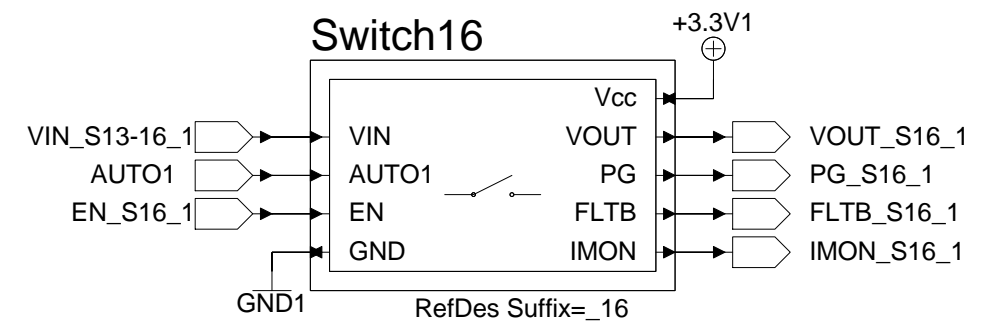 +3.3V1
Switch16
Vcc
VIN_S13-16_1 VIN VOUT VOUT_S16_1
AUTO1 AUTO1 PG PG_S16_1
EN_S16_1 EN FLTB FLTB_S16_1
GND IMON IMON_S16_1
GND1
RefDes Suffix=_16